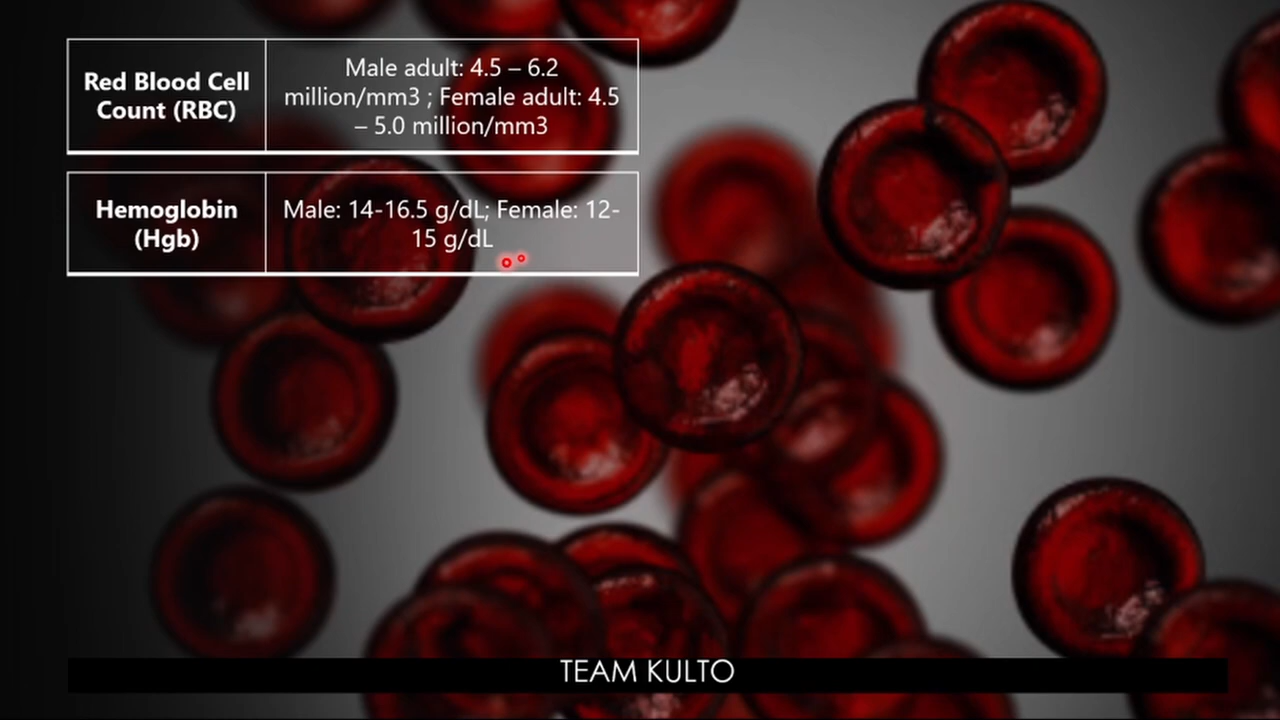 Red Blood Cell
Count (RBC)
Male adult: 4.5 – 6.2
million/mm3 ; Female adult: 4.5
– 5.0 million/mm3
Hemoglobin
(Hgb)
Male: 14-16.5 g/dL; Female: 12-
15 g/dL
TEAM KULTO